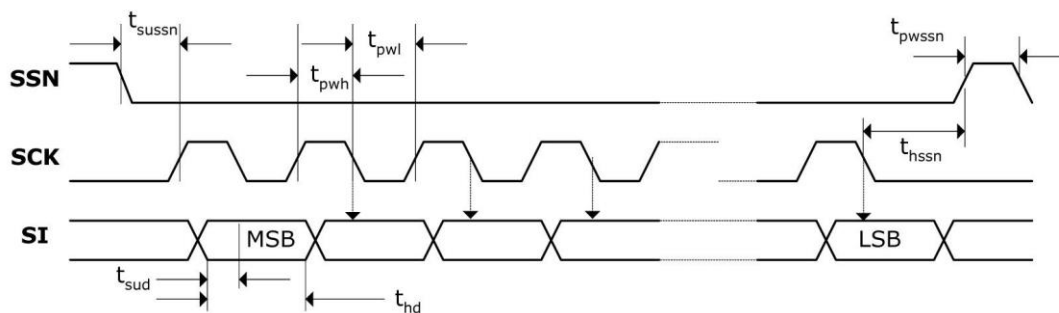 t_sussn
t_pwl
t_pwssn
SSN
t_pwh
SCK
t_hssn
SI
MSB
LSB
t_sud
t_hd